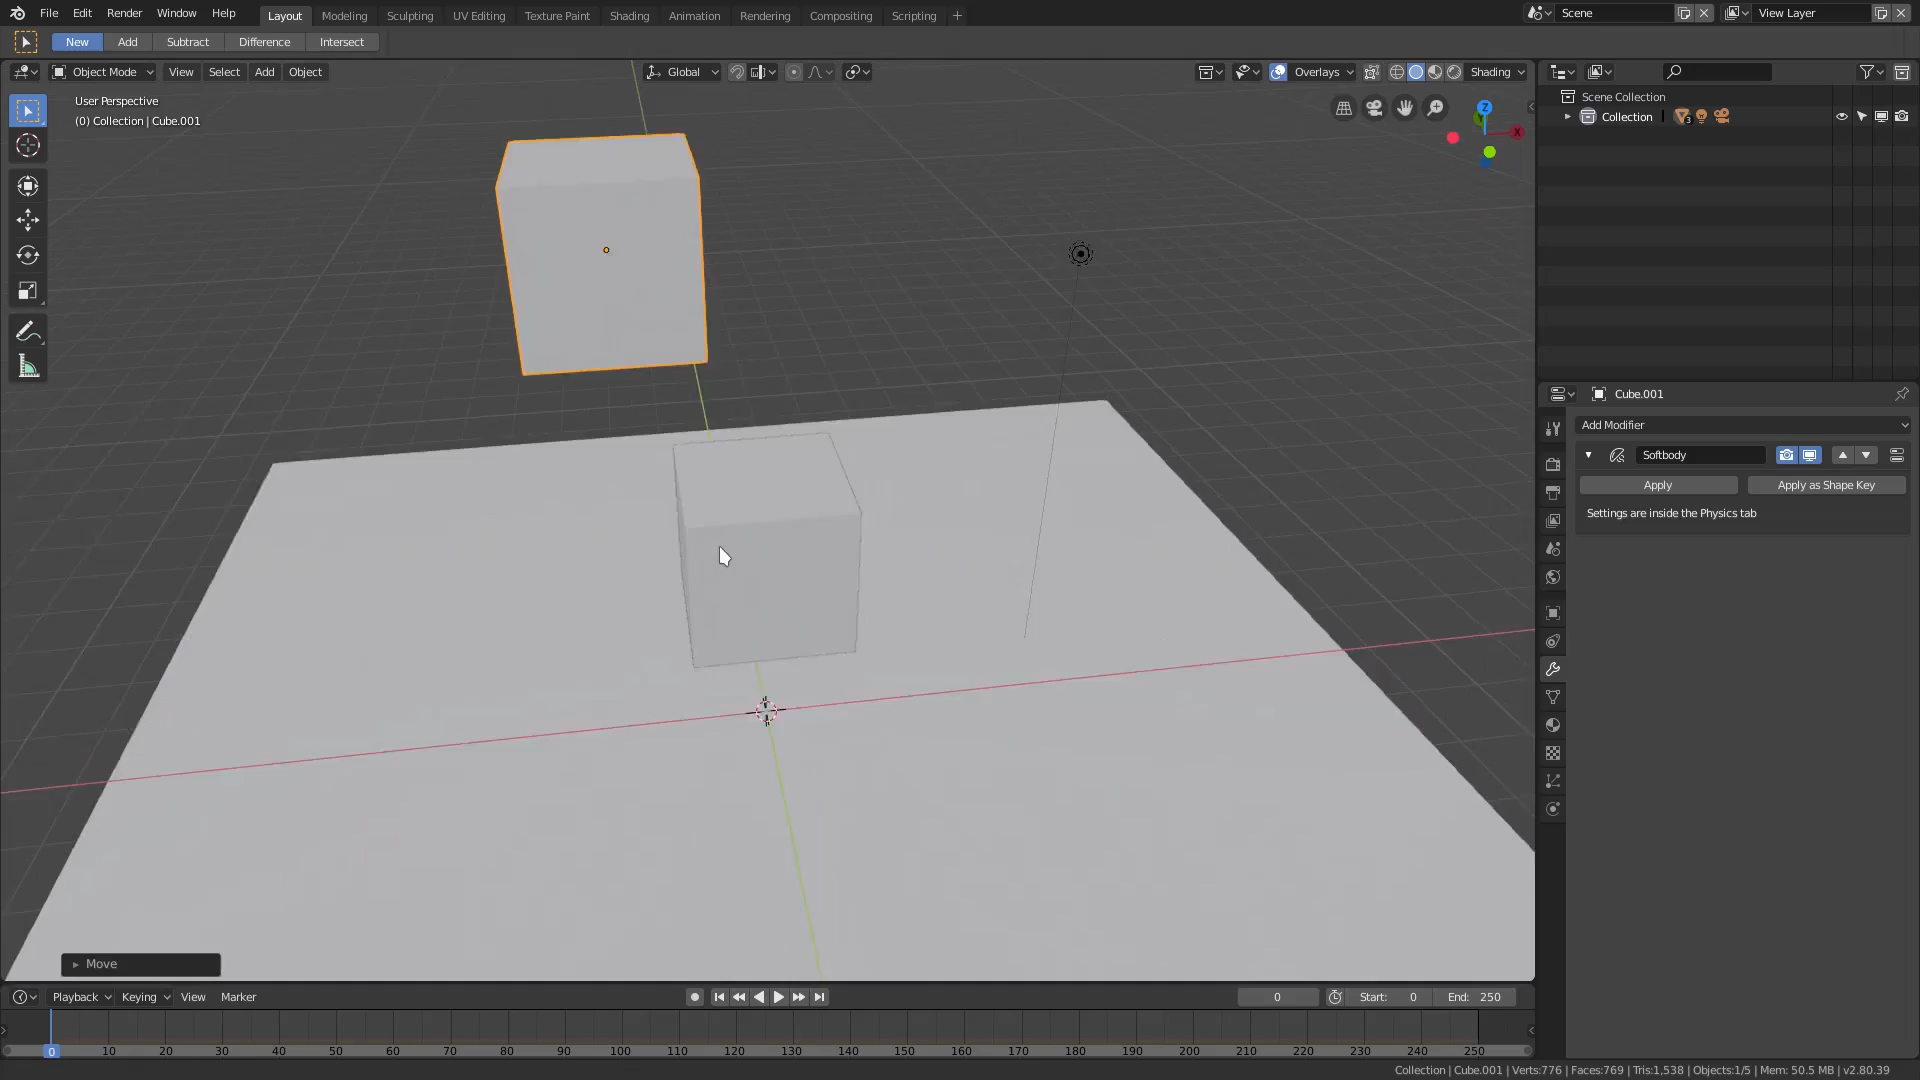 File Edit Render Window Help Layout Modeling Sculpting UV Editing Texture Paint Shading Animation Rendering Compositing Scripting + Scene View Layer
New Add Subtract Difference Intersect
Object Mode View Select Add Object Global Overlays Shading
User Perspective
(0) Collection | Cube.001
Z
Y
X
Scene Collection
Collection 3
Cube.001
Add Modifier
Softbody
Apply Apply as Shape Key
Settings are inside the Physics tab
Move
Playback Keying View Marker 0 Start: 0 End: 250
0 10 20 30 40 50 60 70 80 90 100 110 120 130 140 150 160 170 180 190 200 210 220 230 240 250
Collection | Cube.001 | Verts:776 | Faces:769 | Tris:1,538 | Objects:1/5 | Mem: 50.5 MB | v2.80.39